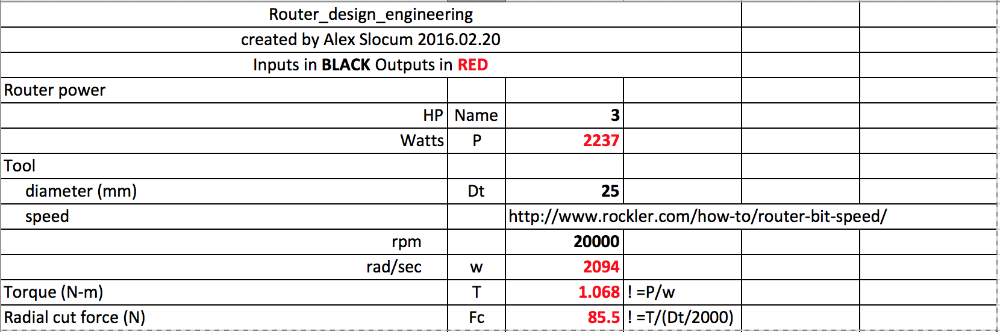 Router_design_engineering
created by Alex Slocum 2016.02.20
Inputs in BLACK Outputs in RED
Router power
HP Name 3
Watts P 2237
Tool
diameter (mm) Dt 25
speed http://www.rockler.com/how-to/router-bit-speed/
rpm 20000
rad/sec w 2094
Torque (N-m) T 1.068 ! =P/w
Radial cut force (N) Fc 85.5 ! =T/(Dt/2000)